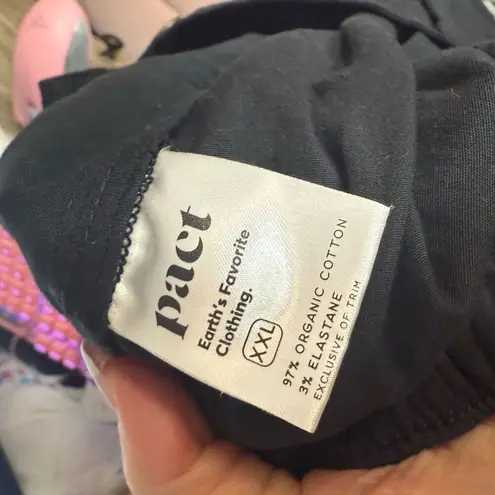 pact
Earth's Favorite
Clothing.
XXL
97% ORGANIC COTTON
3% ELASTANE
EXCLUSIVE OF TRIM